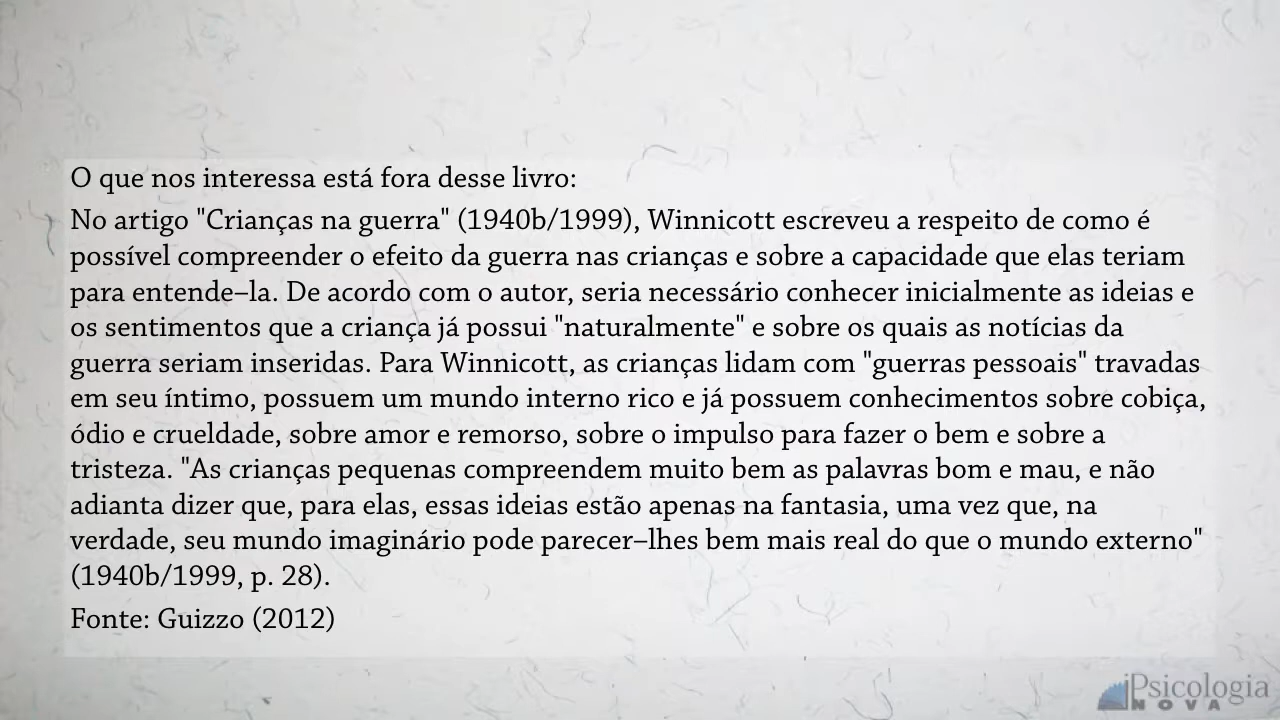 O que nos interessa está fora desse livro:
No artigo "Crianças na guerra" (1940b/1999), Winnicott escreveu a respeito de como é
possível compreender o efeito da guerra nas crianças e sobre a capacidade que elas teriam
para entende–la. De acordo com o autor, seria necessário conhecer inicialmente as ideias e
os sentimentos que a criança já possui "naturalmente" e sobre os quais as notícias da
guerra seriam inseridas. Para Winnicott, as crianças lidam com "guerras pessoais" travadas
em seu íntimo, possuem um mundo interno rico e já possuem conhecimentos sobre cobiça,
ódio e crueldade, sobre amor e remorso, sobre o impulso para fazer o bem e sobre a
tristeza. "As crianças pequenas compreendem muito bem as palavras bom e mau, e não
adianta dizer que, para elas, essas ideias estão apenas na fantasia, uma vez que, na
verdade, seu mundo imaginário pode parecer–lhes bem mais real do que o mundo externo"
(1940b/1999, p. 28).
Fonte: Guizzo (2012)
Psicologia
NOVA